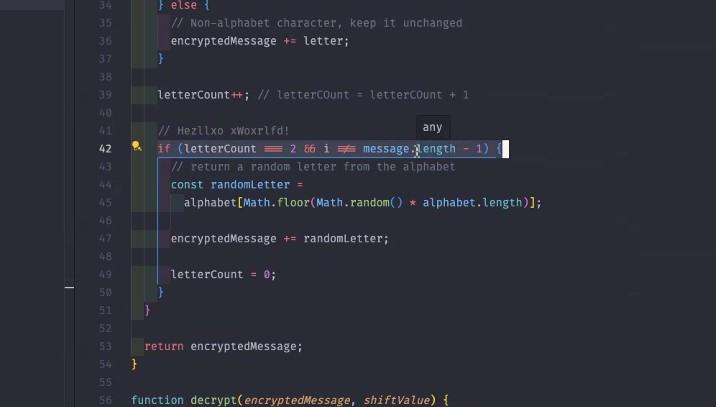 34 } else {
35 // Non-alphabet character, keep it unchanged
36 encryptedMessage += letter;
37 }
38
39 letterCount++; // letterCOunt = letterCOunt + 1
40
any
41 // Hezllxo xWoxrlfd!
42 if (letterCount === 2 && i !== message.length - 1) {
43 // return a random letter from the alphabet
44 const randomLetter =
45 alphabet[Math.floor(Math.random() * alphabet.length)];
46
47 encryptedMessage += randomLetter;
48
49 letterCount = 0;
50 }
51 }
52
53 return encryptedMessage;
54 }
55
56 function decrypt(encryptedMessage, shiftValue) {